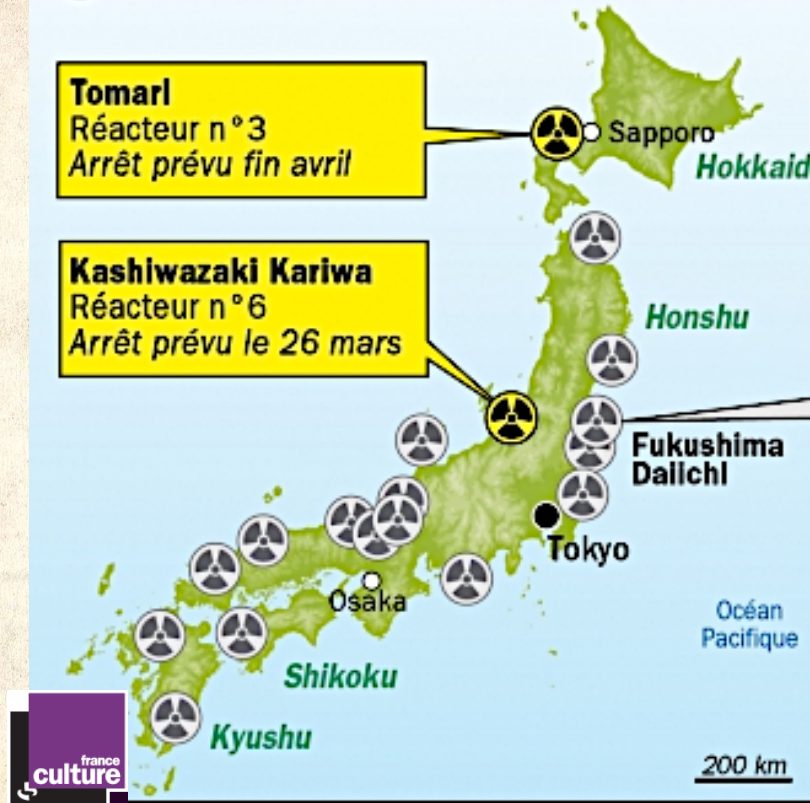 Tomari
Réacteur n°3
Arrêt prévu fin avril
Sapporo
Hokkaid
Kashiwazaki Kariwa
Réacteur n°6
Arrêt prévu le 26 mars
Honshu
Fukushima
Daiichi
Tokyo
Osaka
Océan
Pacifique
Shikoku
Kyushu
200 km
france
culture